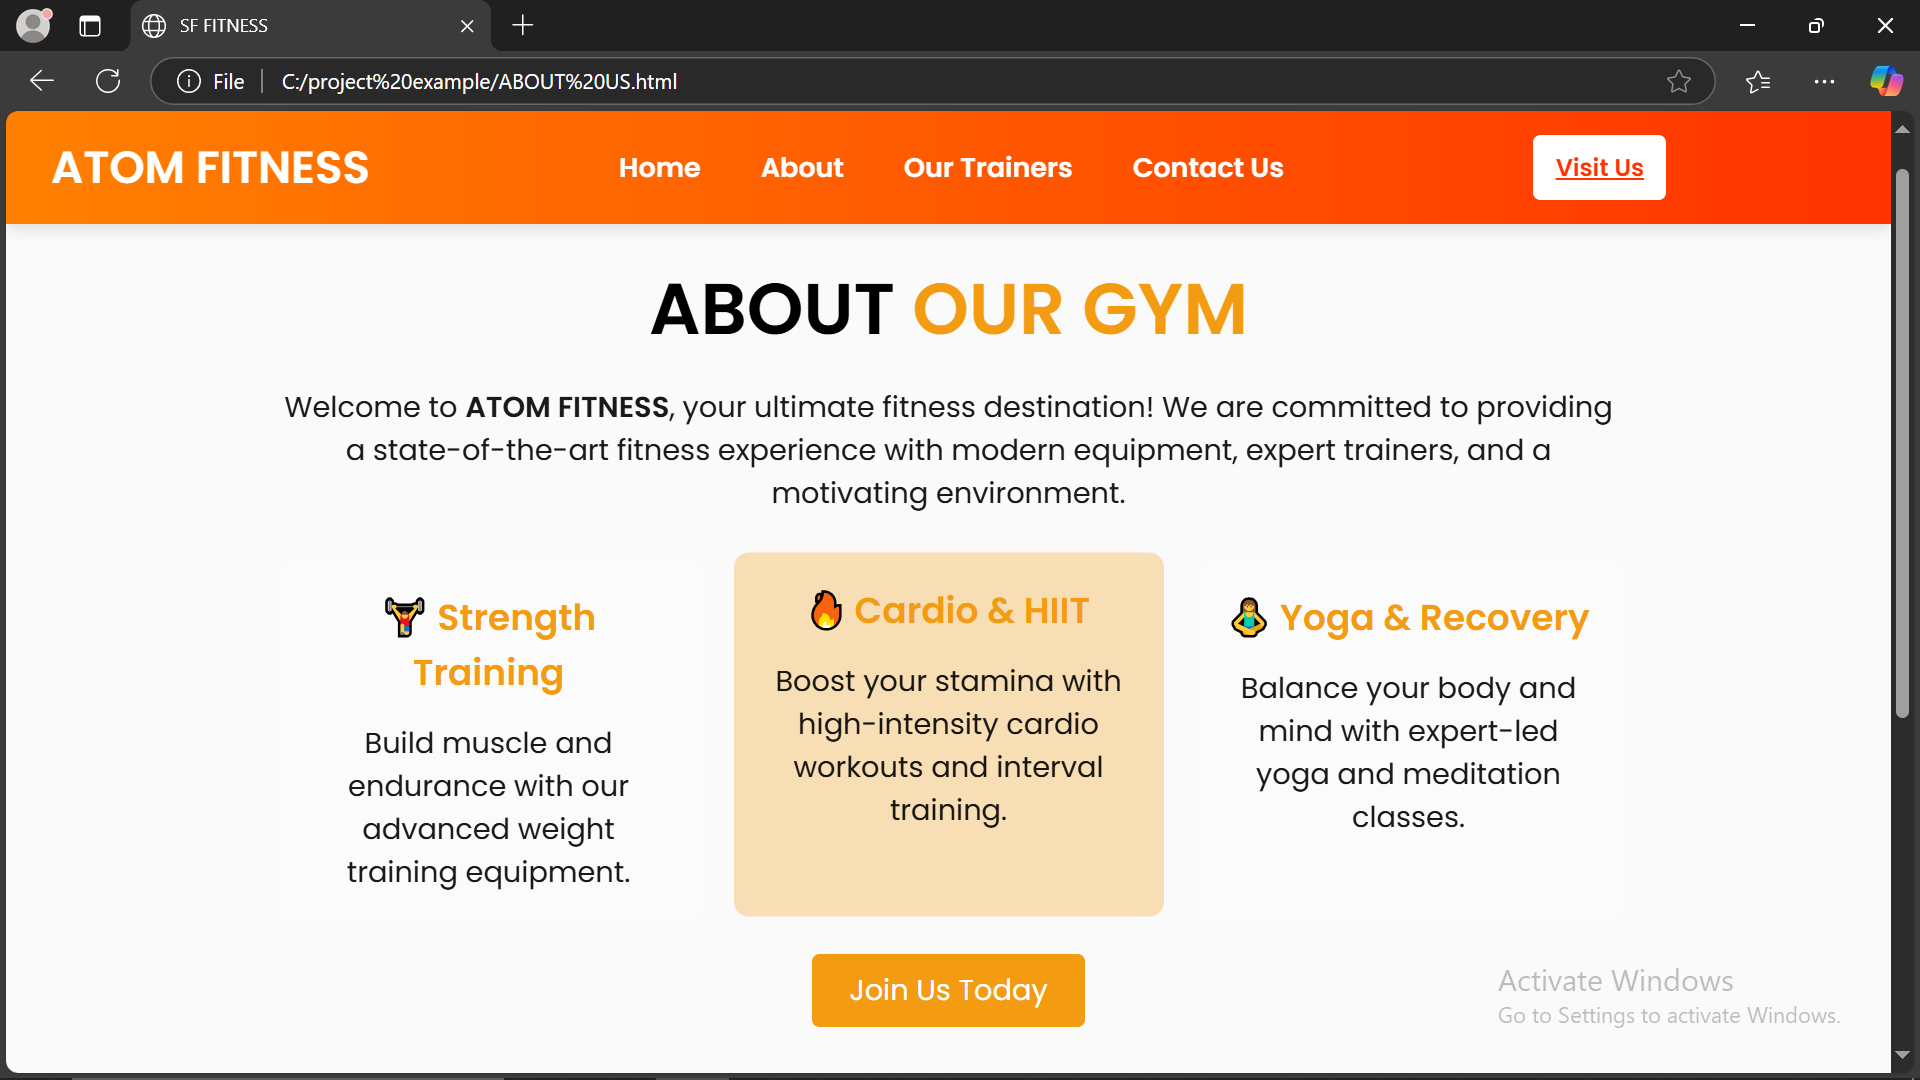 SF FITNESS
File C:/project%20example/ABOUT%20US.html
ATOM FITNESS Home About Our Trainers Contact Us Visit Us
ABOUT OUR GYM
Welcome to ATOM FITNESS, your ultimate fitness destination! We are committed to providing
a state-of-the-art fitness experience with modern equipment, expert trainers, and a
motivating environment.
Strength
Training
Build muscle and
endurance with our
advanced weight
training equipment.
Cardio & HIIT
Boost your stamina with
high-intensity cardio
workouts and interval
training.
Yoga & Recovery
Balance your body and
mind with expert-led
yoga and meditation
classes.
Join Us Today
Activate Windows
Go to Settings to activate Windows.